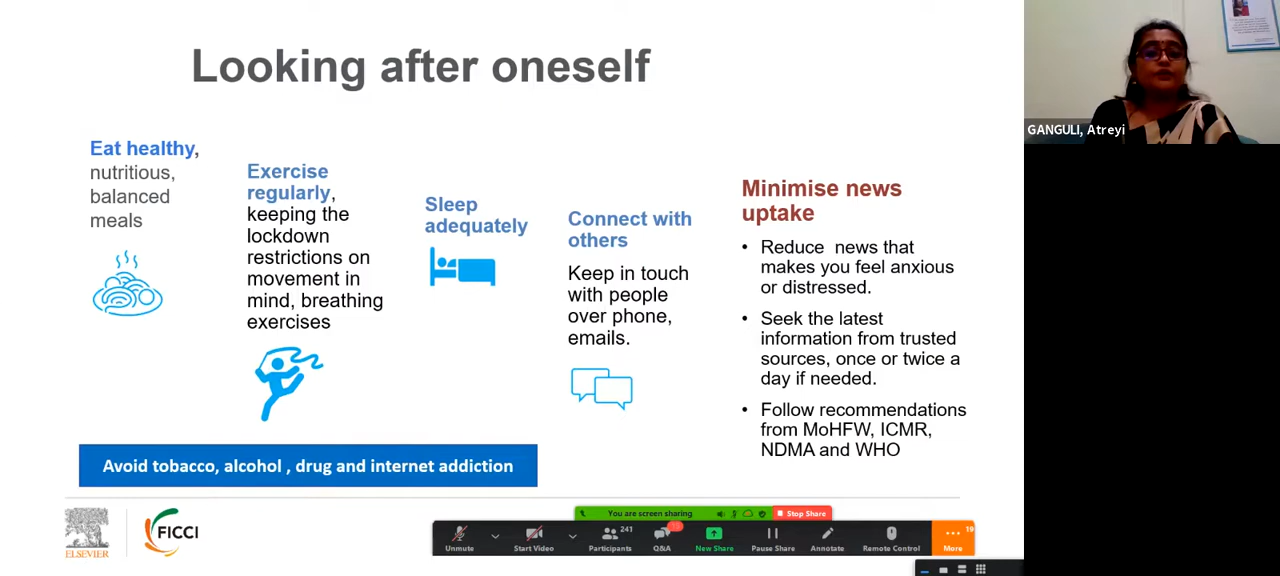 Looking after oneself
GANGULI, Atreyi
Eat healthy,
nutritious,
balanced
meals
Exercise
regularly,
keeping the
lockdown
restrictions on
movement in
mind, breathing
exercises
Sleep
adequately
Connect with
others
Keep in touch
with people
over phone,
emails.
Minimise news
uptake
• Reduce news that
makes you feel anxious
or distressed.
• Seek the latest
information from trusted
sources, once or twice a
day if needed.
• Follow recommendations
from MoHFW, ICMR,
NDMA and WHO
Avoid tobacco, alcohol , drug and internet addiction
ELSEVIER
FICCI
You are screen sharing
Stop Share
Unmute
Start Video
Participants
241
Q&A
New Share
Pause Share
Annotate
Remote Control
More
19